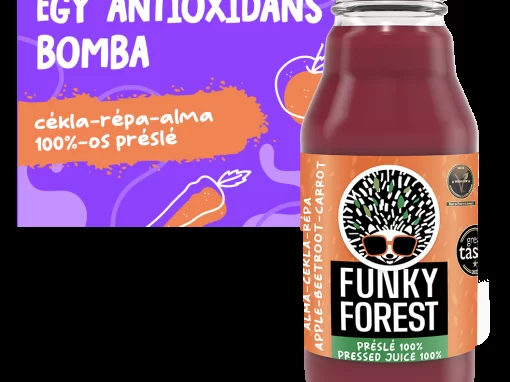 EGY ANTIOXIDÁNS
BOMBA
cékla-répa-alma
100%-os préslé
ALMA-CÉKLA-RÉPA
APPLE-BEETROOT-CARROT
FUNKY
FOREST
PRÉSLÉ 100%
PRESSED JUICE 100%
great